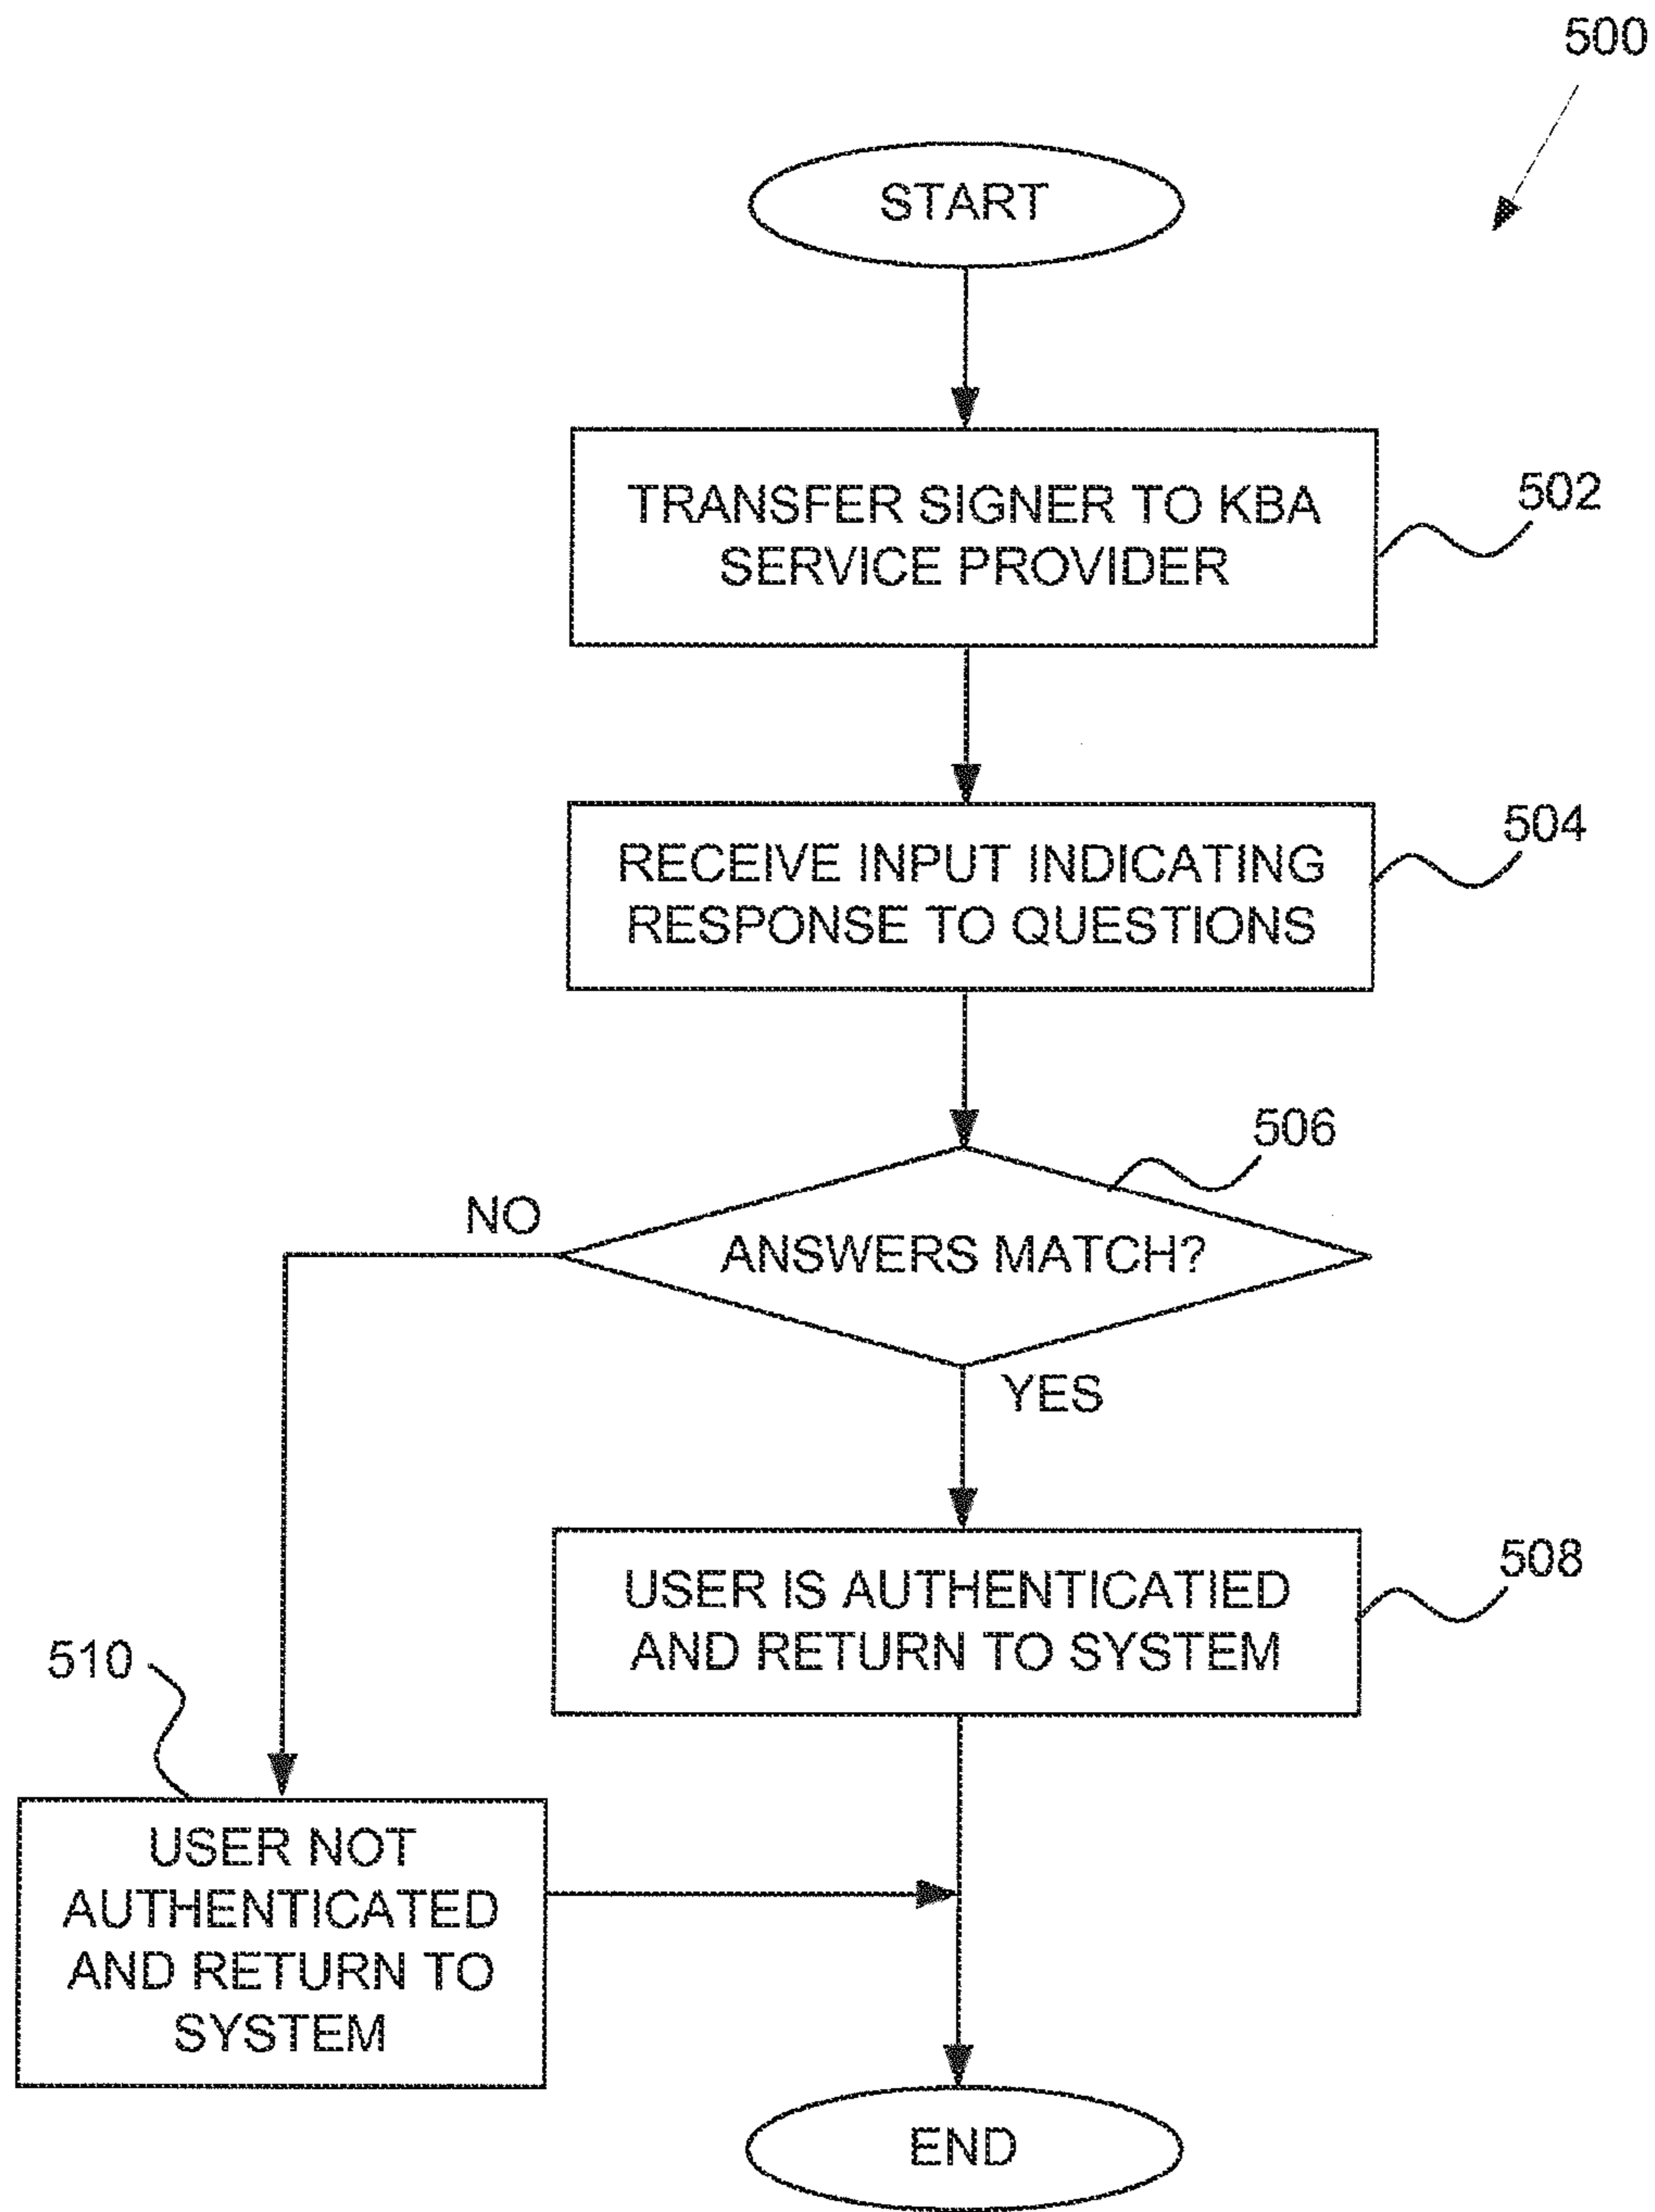 500
START
TRANSFER SIGNER TO KBA
SERVICE PROVIDER
502
RECEIVE INPUT INDICATING
RESPONSE TO QUESTIONS
504
506
NO
ANSWERS MATCH?
YES
USER IS AUTHENTICATIED
AND RETURN TO SYSTEM
508
510
USER NOT
AUTHENTICATED
AND RETURN TO
SYSTEM
END